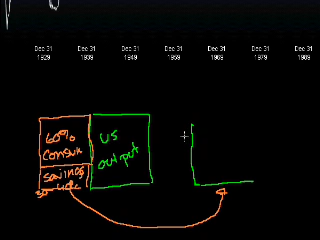 Dec 31 Dec 31 Dec 31 Dec 31 Dec 31 Dec 31 Dec 31
1929 1939 1949 1959 1969 1979 1989
60%
Consum
US
output
Savings